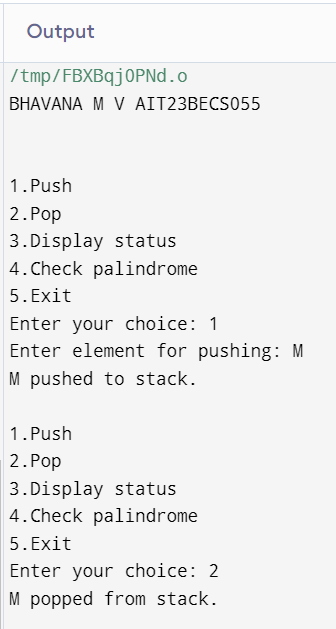 Output
/tmp/FBXBqj0PNd.o
BHAVANA M V AIT23BECS055
1.Push
2.Pop
3.Display status
4.Check palindrome
5.Exit
Enter your choice: 1
Enter element for pushing: M
M pushed to stack.
1.Push
2.Pop
3.Display status
4.Check palindrome
5.Exit
Enter your choice: 2
M popped from stack.